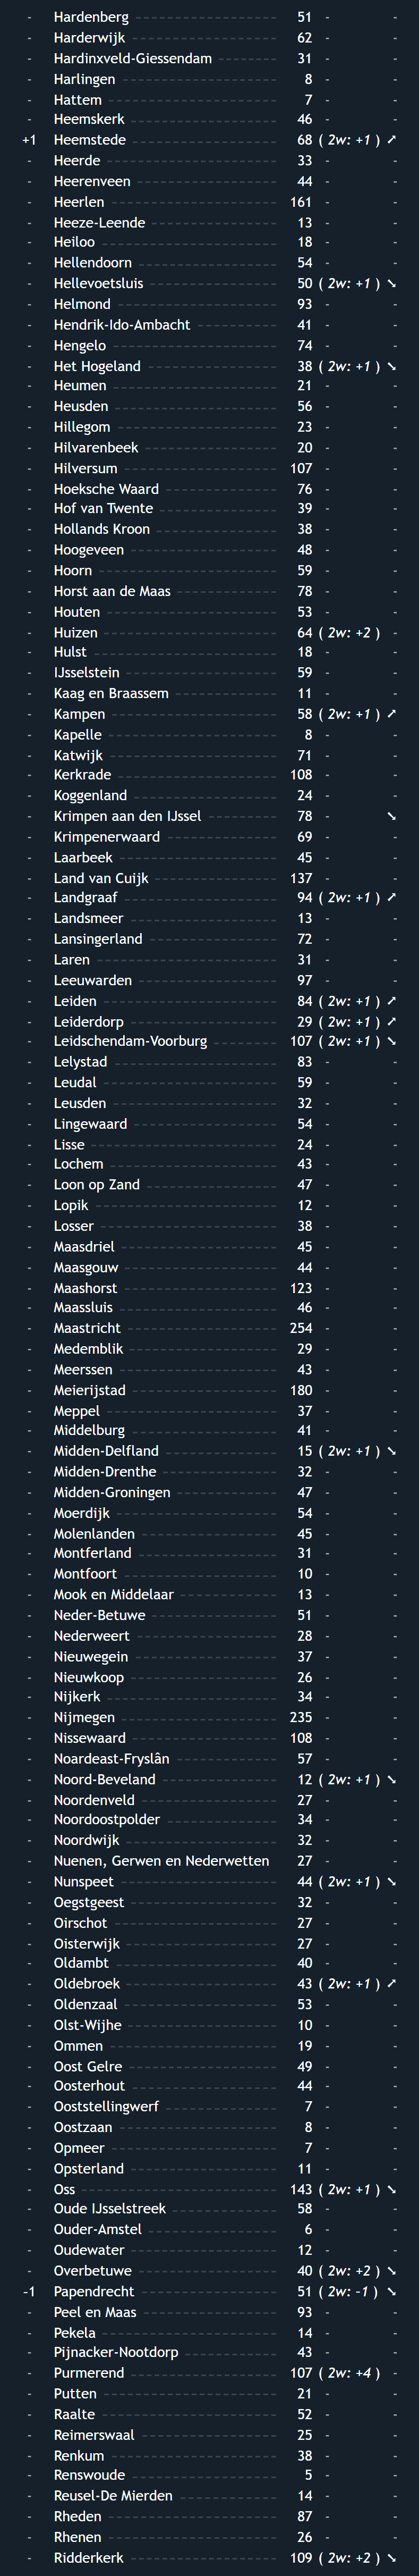 - Hardenberg 51 - -
- Harderwijk 62 - -
- Hardinxveld-Giessendam 31 - -
- Harlingen 8 - -
- Hattem 7 - -
- Heemskerk 46 - -
+1 Heemstede 68 ( 2w: +1 ) ➚
- Heerde 33 - -
- Heerenveen 44 - -
- Heerlen 161 - -
- Heeze-Leende 13 - -
- Heiloo 18 - -
- Hellendoorn 54 - -
- Hellevoetsluis 50 ( 2w: +1 ) ➘
- Helmond 93 - -
- Hendrik-Ido-Ambacht 41 - -
- Hengelo 74 - -
- Het Hogeland 38 ( 2w: +1 ) ➘
- Heumen 21 - -
- Heusden 56 - -
- Hillegom 23 - -
- Hilvarenbeek 20 - -
- Hilversum 107 - -
- Hoeksche Waard 76 - -
- Hof van Twente 39 - -
- Hollands Kroon 38 - -
- Hoogeveen 48 - -
- Hoorn 59 - -
- Horst aan de Maas 78 - -
- Houten 53 - -
- Huizen 64 ( 2w: +2 ) -
- Hulst 18 - -
- IJsselstein 59 - -
- Kaag en Braassem 11 - -
- Kampen 58 ( 2w: +1 ) ➚
- Kapelle 8 - -
- Katwijk 71 - -
- Kerkrade 108 - -
- Koggenland 24 - -
- Krimpen aan den IJssel 78 - ➘
- Krimpenerwaard 69 - -
- Laarbeek 45 - -
- Land van Cuijk 137 - -
- Landgraaf 94 ( 2w: +1 ) ➚
- Landsmeer 13 - -
- Lansingerland 72 - -
- Laren 31 - -
- Leeuwarden 97 - -
- Leiden 84 ( 2w: +1 ) ➚
- Leiderdorp 29 ( 2w: +1 ) ➚
- Leidschendam-Voorburg 107 ( 2w: +1 ) ➘
- Lelystad 83 - -
- Leudal 59 - -
- Leusden 32 - -
- Lingewaard 54 - -
- Lisse 24 - -
- Lochem 43 - -
- Loon op Zand 47 - -
- Lopik 12 - -
- Losser 38 - -
- Maasdriel 45 - -
- Maasgouw 44 - -
- Maashorst 123 - -
- Maassluis 46 - -
- Maastricht 254 - -
- Medemblik 29 - -
- Meerssen 43 - -
- Meierijstad 180 - -
- Meppel 37 - -
- Middelburg 41 - -
- Midden-Delfland 15 ( 2w: +1 ) ➘
- Midden-Drenthe 32 - -
- Midden-Groningen 47 - -
- Moerdijk 54 - -
- Molenlanden 45 - -
- Montferland 31 - -
- Montfoort 10 - -
- Mook en Middelaar 13 - -
- Neder-Betuwe 51 - -
- Nederweert 28 - -
- Nieuwegein 37 - -
- Nieuwkoop 26 - -
- Nijkerk 34 - -
- Nijmegen 235 - -
- Nissewaard 108 - -
- Noardeast-Fryslân 57 - -
- Noord-Beveland 12 ( 2w: +1 ) ➘
- Noordenveld 27 - -
- Noordoostpolder 34 - -
- Noordwijk 32 - -
- Nuenen, Gerwen en Nederwetten 27 - -
- Nunspeet 44 ( 2w: +1 ) ➘
- Oegstgeest 32 - -
- Oirschot 27 - -
- Oisterwijk 27 - -
- Oldambt 40 - -
- Oldebroek 43 ( 2w: +1 ) ➚
- Oldenzaal 53 - -
- Olst-Wijhe 10 - -
- Ommen 19 - -
- Oost Gelre 49 - -
- Oosterhout 44 - -
- Ooststellingwerf 7 - -
- Oostzaan 8 - -
- Opmeer 7 - -
- Opsterland 11 - -
- Oss 143 ( 2w: +1 ) ➘
- Oude IJsselstreek 58 - -
- Ouder-Amstel 6 - -
- Oudewater 12 - -
- Overbetuwe 40 ( 2w: +2 ) ➘
-1 Papendrecht 51 ( 2w: -1 ) ➘
- Peel en Maas 93 - -
- Pekela 14 - -
- Pijnacker-Nootdorp 43 - -
- Purmerend 107 ( 2w: +4 ) -
- Putten 21 - -
- Raalte 52 - -
- Reimerswaal 25 - -
- Renkum 38 - -
- Renswoude 5 - -
- Reusel-De Mierden 14 - -
- Rheden 87 - -
- Rhenen 26 - -
- Ridderkerk 109 ( 2w: +2 ) ➘